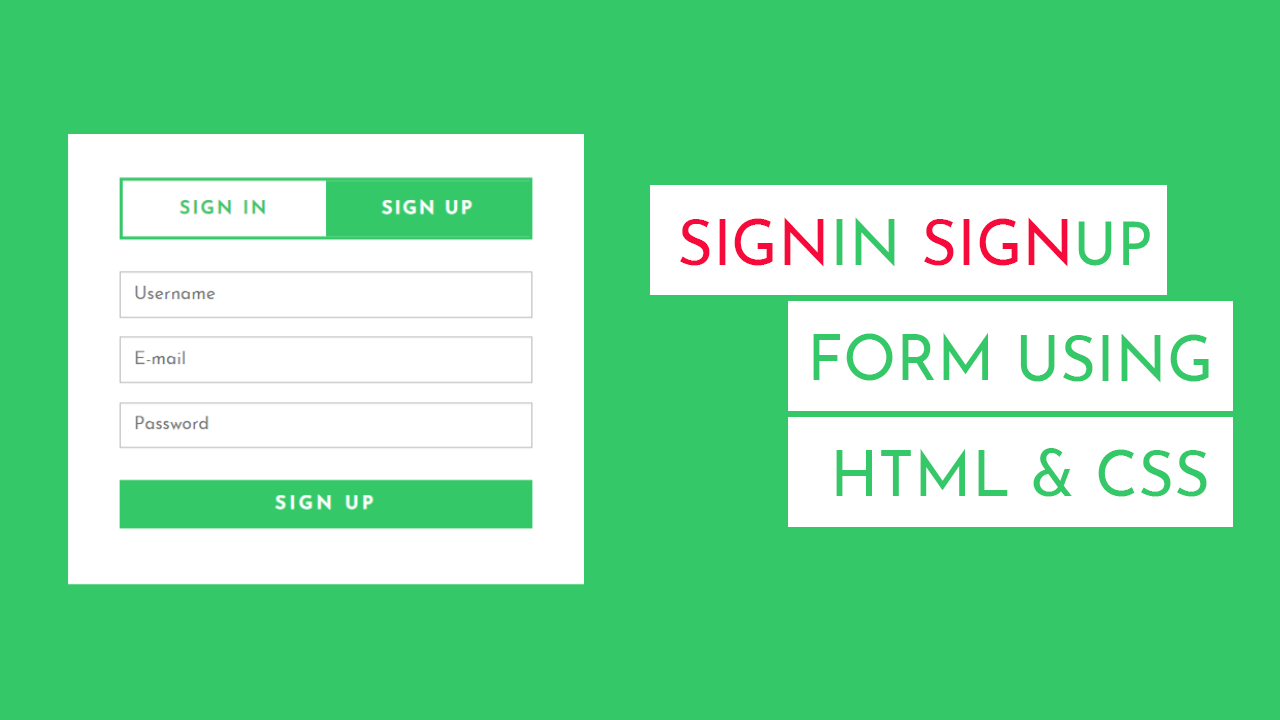 SIGN IN SIGN UP
Username
E-mail
Password
SIGN UP
SIGNIN SIGNUP
FORM USING
HTML & CSS